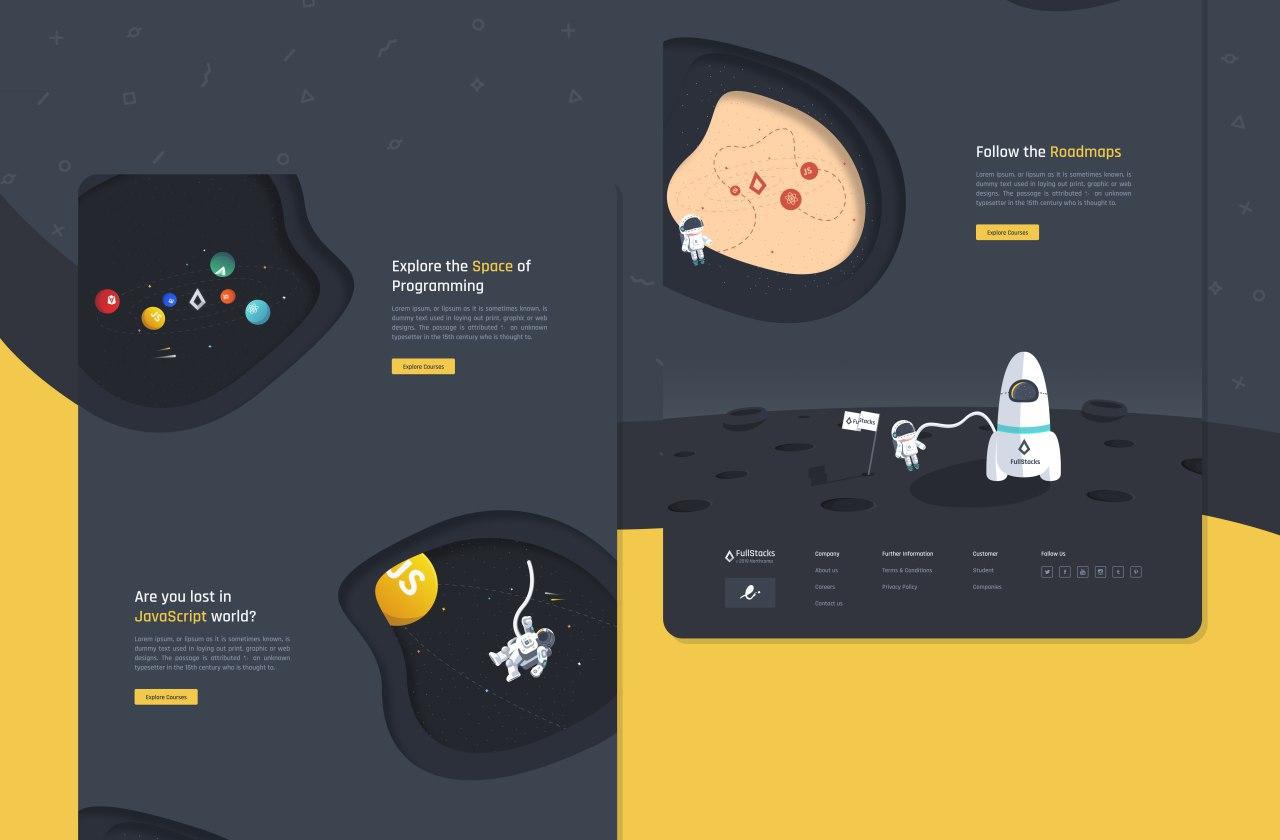 Explore the Space of
Programming
Lorem ipsum, or lipsum as it is sometimes known, is
dummy text used in laying out print, graphic or web
designs. The passage is attributed to an unknown
typesetter in the 15th century who is thought to.
Explore Courses
JS
Are you lost in
JavaScript world?
Lorem ipsum, or lipsum as it is sometimes known, is
dummy text used in laying out print, graphic or web
designs. The passage is attributed to an unknown
typesetter in the 15th century who is thought to.
Explore Courses
JS
Follow the Roadmaps
Lorem ipsum, or lipsum as it is sometimes known, is
dummy text used in laying out print, graphic or web
designs. The passage is attributed to an unknown
typesetter in the 15th century who is thought to.
Explore Courses
JS
FullStacks
FullStacks
FullStacks
Company
About us
Careers
Contact us
Further Information
Terms & Conditions
Privacy Policy
Customer
Student
Companies
Follow Us